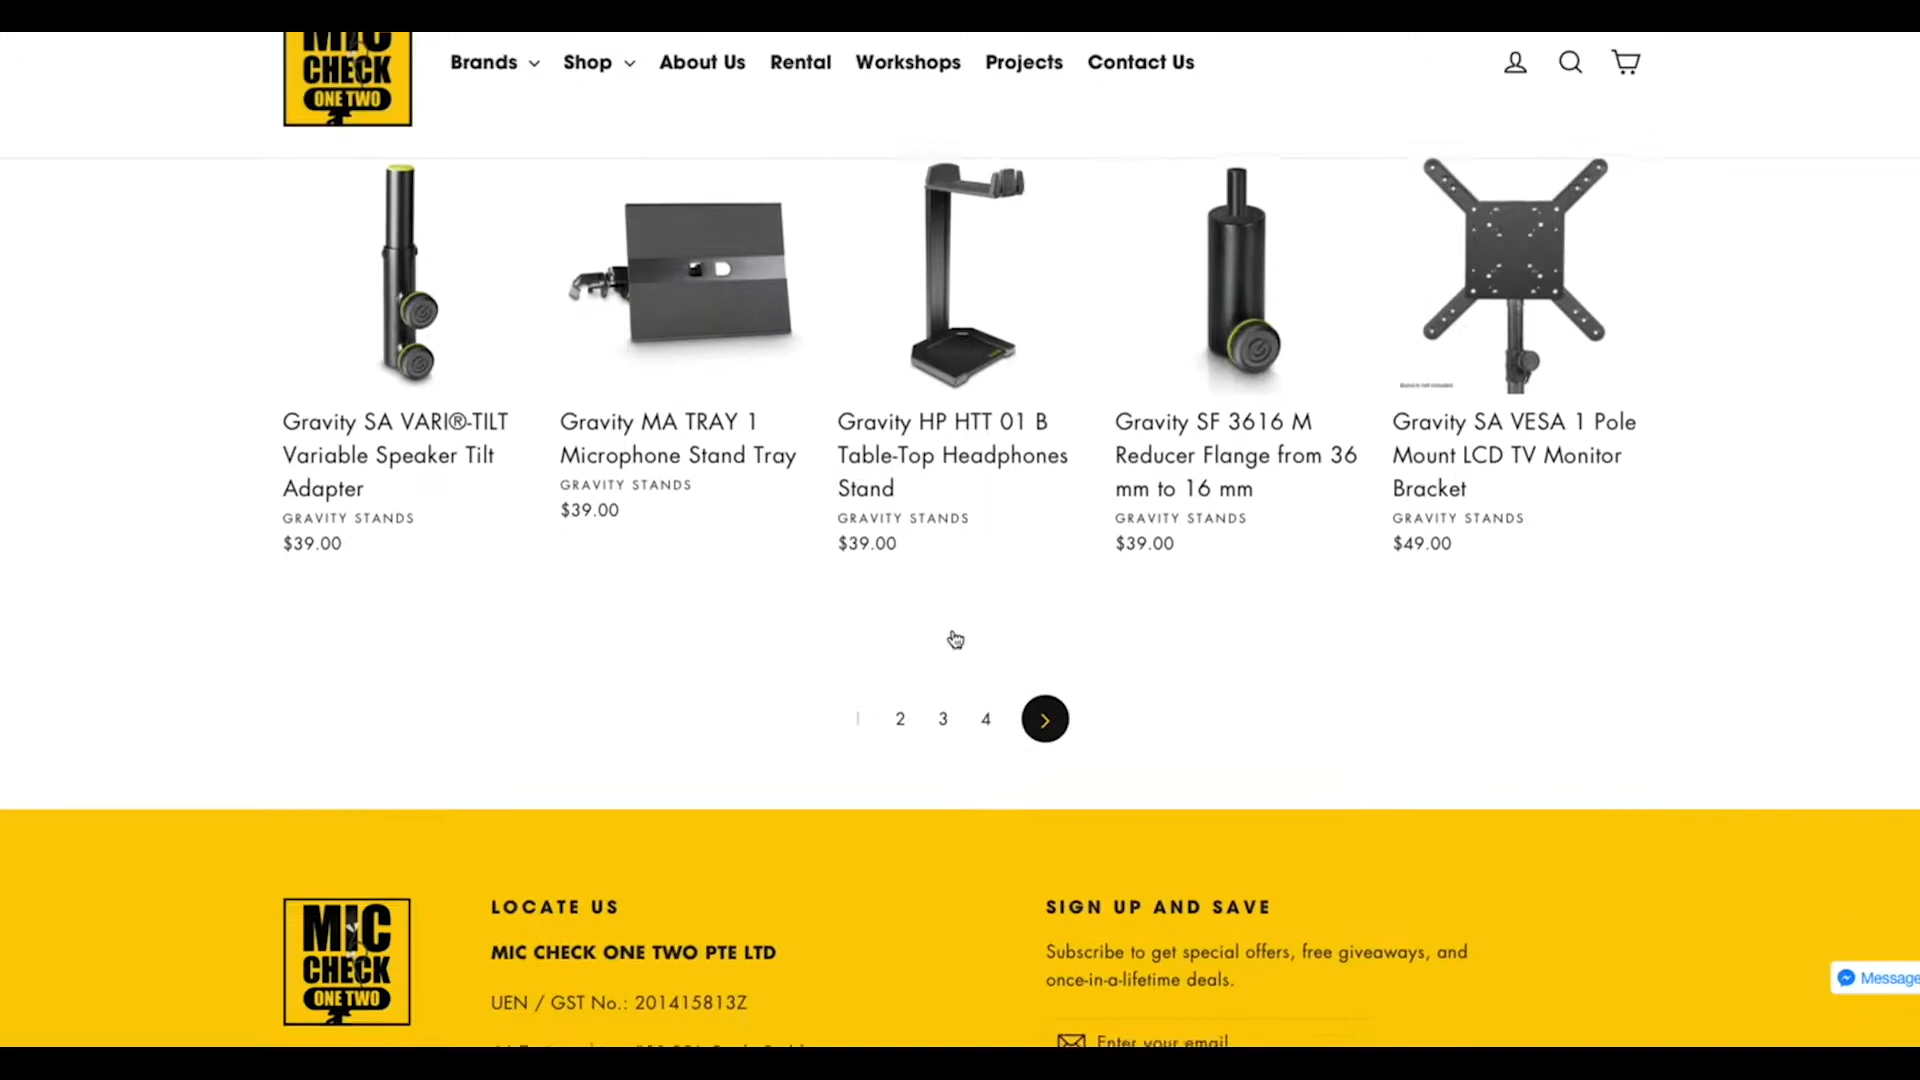 MIC
CHECK
ONE TWO
Brands
Shop
About Us
Rental
Workshops
Projects
Contact Us
Gravity SA VARI®-TILT
Variable Speaker Tilt
Adapter
GRAVITY STANDS
$39.00
Gravity MA TRAY 1
Microphone Stand Tray
GRAVITY STANDS
$39.00
Gravity HP HTT 01 B
Table-Top Headphones
Stand
GRAVITY STANDS
$39.00
Gravity SF 3616 M
Reducer Flange from 36
mm to 16 mm
GRAVITY STANDS
$39.00
Gravity SA VESA 1 Pole
Mount LCD TV Monitor
Bracket
GRAVITY STANDS
$49.00
1 2 3 4
MIC
CHECK
ONE TWO
LOCATE US
MIC CHECK ONE TWO PTE LTD
UEN / GST No.: 201415813Z
SIGN UP AND SAVE
Subscribe to get special offers, free giveaways, and
once-in-a-lifetime deals.
Enter your email
Message